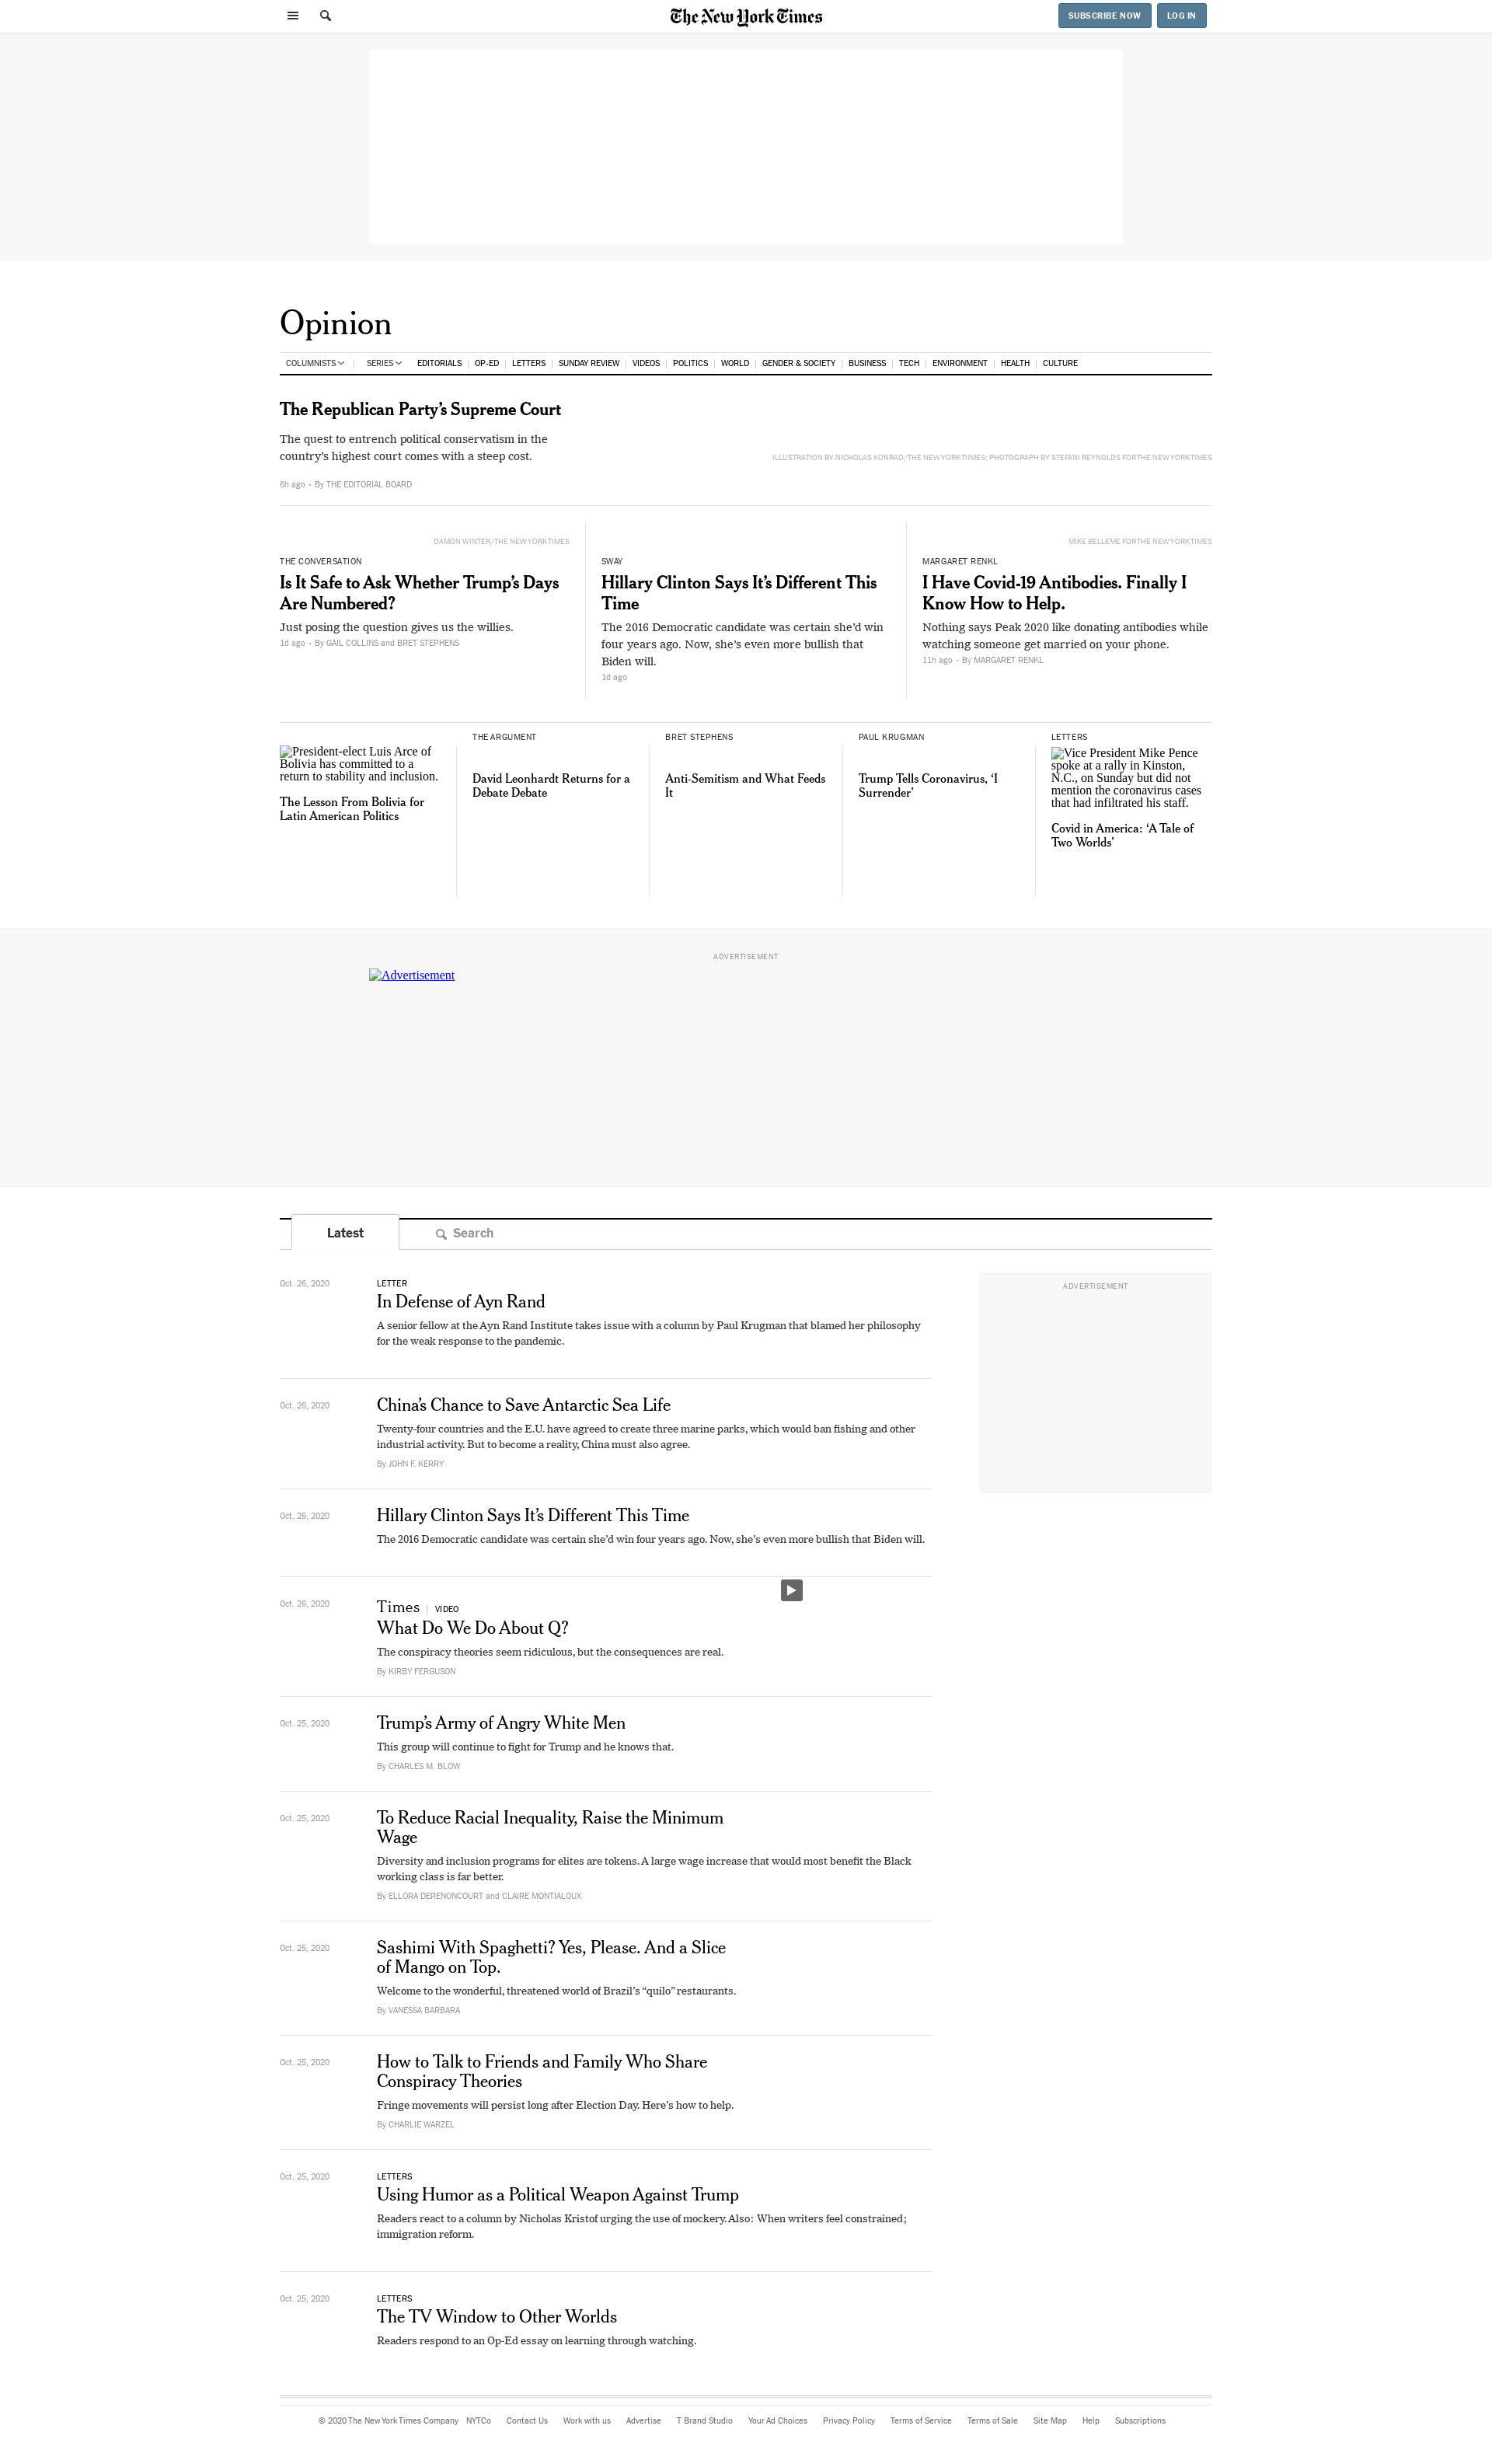 The New York Times
SUBSCRIBE NOW
LOG IN
Opinion
COLUMNISTS | SERIES EDITORIALS | OP-ED | LETTERS | SUNDAY REVIEW | VIDEOS | POLITICS | WORLD | GENDER & SOCIETY | BUSINESS | TECH | ENVIRONMENT | HEALTH | CULTURE
The Republican Party’s Supreme Court
The quest to entrench political conservatism in the
country’s highest court comes with a steep cost.
ILLUSTRATION BY NICHOLAS KONRAD/THE NEW YORK TIIMES; PHOTOGRAPH BY STEFANI REYNOLDS FOR THE NEW YORK TIMES
6h ago • By THE EDITORIAL BOARD
DAMON WINTER/THE NEW YORK TIMES
THE CONVERSATION
Is It Safe to Ask Whether Trump’s Days
Are Numbered?
Just posing the question gives us the willies.
1d ago • By GAIL COLLINS and BRET STEPHENS
SWAY
Hillary Clinton Says It’s Different This
Time
The 2016 Democratic candidate was certain she’d win
four years ago. Now, she’s even more bullish that
Biden will.
1d ago
MIKE BELLEME FOR THE NEW YORK TIMES
MARGARET RENKL
I Have Covid-19 Antibodies. Finally I
Know How to Help.
Nothing says Peak 2020 like donating antibodies while
watching someone get married on your phone.
11h ago • By MARGARET RENKL
President-elect Luis Arce of
Bolivia has committed to a
return to stability and inclusion.
The Lesson From Bolivia for
Latin American Politics
THE ARGUMENT
David Leonhardt Returns for a
Debate Debate
BRET STEPHENS
Anti-Semitism and What Feeds
It
PAUL KRUGMAN
Trump Tells Coronavirus, ‘I
Surrender’
LETTERS
Vice President Mike Pence
spoke at a rally in Kinston,
N.C., on Sunday but did not
mention the coronavirus cases
that had infiltrated his staff.
Covid in America: ‘A Tale of
Two Worlds’
ADVERTISEMENT
Advertisement
Latest
Search
Oct. 26, 2020
LETTER
In Defense of Ayn Rand
A senior fellow at the Ayn Rand Institute takes issue with a column by Paul Krugman that blamed her philosophy
for the weak response to the pandemic.
ADVERTISEMENT
Oct. 26, 2020
China’s Chance to Save Antarctic Sea Life
Twenty-four countries and the E.U. have agreed to create three marine parks, which would ban fishing and other
industrial activity. But to become a reality, China must also agree.
By JOHN F. KERRY
Oct. 26, 2020
Hillary Clinton Says It’s Different This Time
The 2016 Democratic candidate was certain she’d win four years ago. Now, she’s even more bullish that Biden will.
Oct. 26, 2020
Times | VIDEO
What Do We Do About Q?
The conspiracy theories seem ridiculous, but the consequences are real.
By KIRBY FERGUSON
Oct. 25, 2020
Trump’s Army of Angry White Men
This group will continue to fight for Trump and he knows that.
By CHARLES M. BLOW
Oct. 25, 2020
To Reduce Racial Inequality, Raise the Minimum
Wage
Diversity and inclusion programs for elites are tokens. A large wage increase that would most benefit the Black
working class is far better.
By ELLORA DERENONCOURT and CLAIRE MONTIALOUX
Oct. 25, 2020
Sashimi With Spaghetti? Yes, Please. And a Slice
of Mango on Top.
Welcome to the wonderful, threatened world of Brazil’s “quilo” restaurants.
By VANESSA BARBARA
Oct. 25, 2020
How to Talk to Friends and Family Who Share
Conspiracy Theories
Fringe movements will persist long after Election Day. Here’s how to help.
By CHARLIE WARZEL
Oct. 25, 2020
LETTERS
Using Humor as a Political Weapon Against Trump
Readers react to a column by Nicholas Kristof urging the use of mockery. Also: When writers feel constrained;
immigration reform.
Oct. 25, 2020
LETTERS
The TV Window to Other Worlds
Readers respond to an Op-Ed essay on learning through watching.
© 2020 The New York Times Company NYTCo Contact Us Work with us Advertise T Brand Studio Your Ad Choices Privacy Policy Terms of Service Terms of Sale Site Map Help Subscriptions